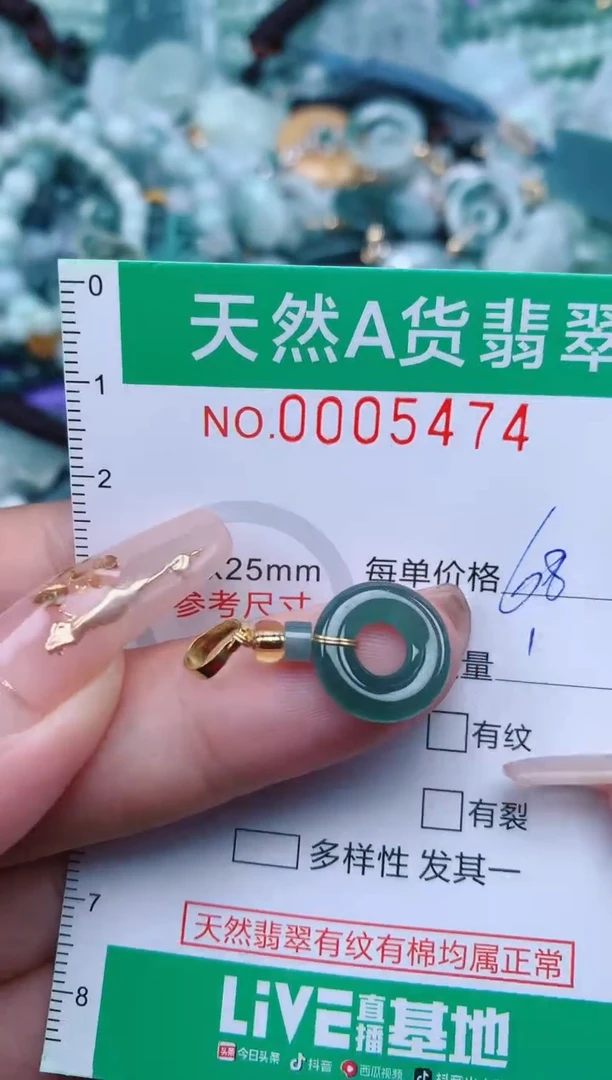 0
天然A货翡翠
1
NO.0005474
2
x25mm
每单价格 68
参考尺寸
量 1
有纹
有裂
多样性 发其一
7
天然翡翠有纹有棉均属正常
8
LiVE直播基地
头条 今日头条 抖音 西瓜视频